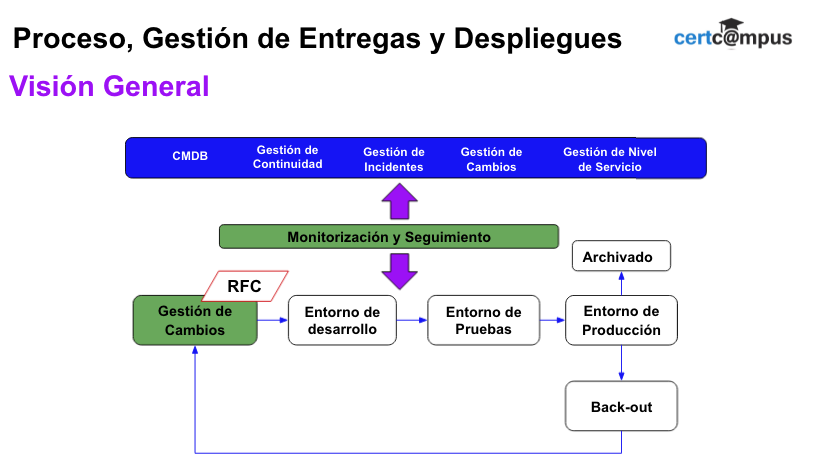 Proceso, Gestión de Entregas y Despliegues
certc@mpus
Visión General
CMDB
Gestión de
Continuidad
Gestión de
Incidentes
Gestión de
Cambios
Gestión de Nivel
de Servicio
Monitorización y Seguimiento
Archivado
RFC
Gestión de
Cambios
Entorno de
desarrollo
Entorno de
Pruebas
Entorno de
Producción
Back-out